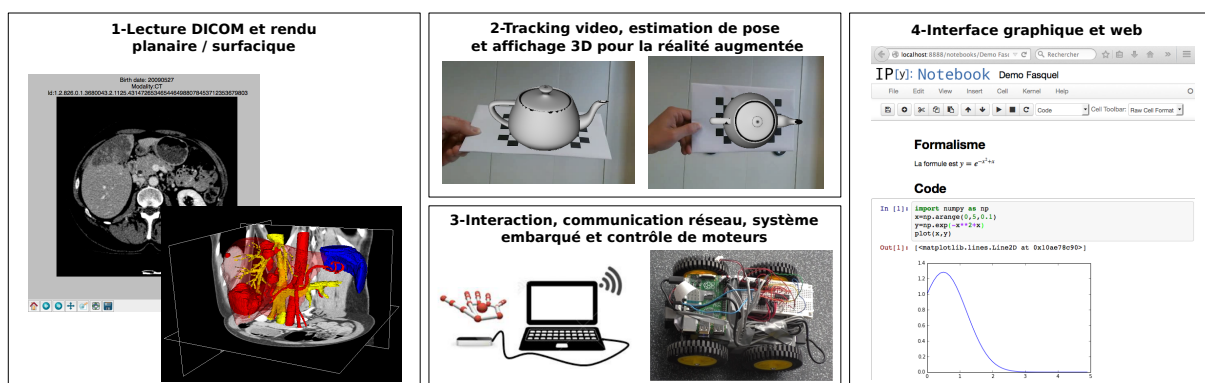 1-Lecture DICOM et rendu
planaire / surfacique
Birth date: 20090527
Modality:CT
2-Tracking video, estimation de pose
et affichage 3D pour la réalité augmentée
3-Interaction, communication réseau, système
embarqué et contrôle de moteurs
4-Interface graphique et web
localhost:8888/notebooks/Demo Fasq
Rechercher
IP[y]: Notebook Demo Fasquel
File Edit View Insert Cell Kernel Help
Code Cell Toolbar: Raw Cell Format
Formalisme
La formule est y = e^{-x^2+x}
Code
In [1]: import numpy as np
x=np.arange(0,5,0.1)
y=np.exp(-x**2+x)
plot(x,y)
Out[1]: [<matplotlib.lines.Line2D at 0x10ae78c90>]
1.4
1.2
1.0
0.8
0.6
0.4
0.2
0.0
0 1 2 3 4 5